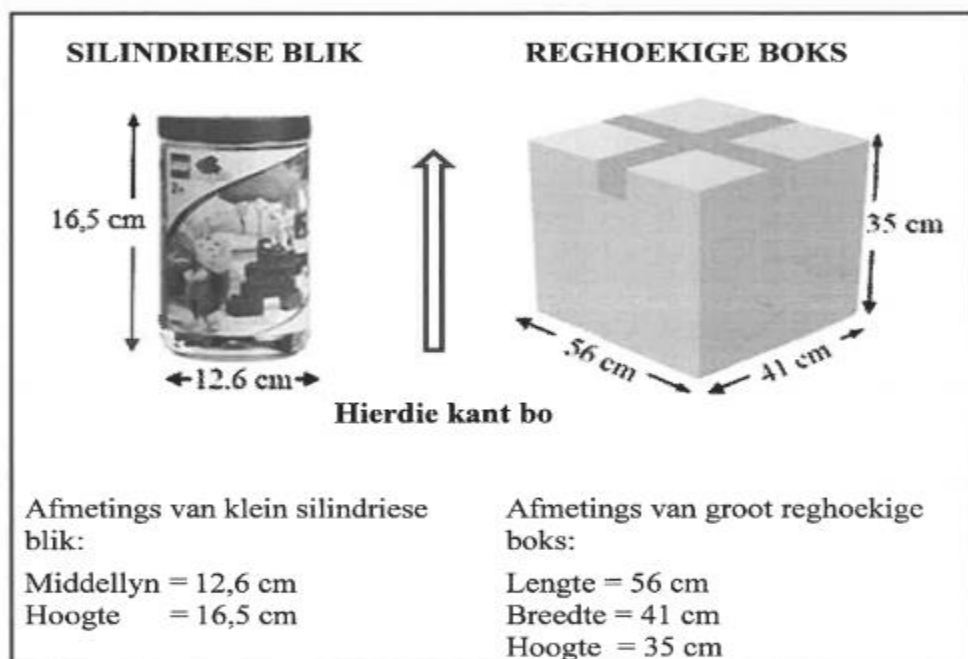 SILINDRIESE BLIK
REGHOEKIGE BOKS
16,5 cm
12.6 cm
35 cm
56 cm
41 cm
Hierdie kant bo
Afmetings van klein silindriese
blik:
Middellyn = 12,6 cm
Hoogte = 16,5 cm
Afmetings van groot reghoekige
boks:
Lengte = 56 cm
Breedte = 41 cm
Hoogte = 35 cm